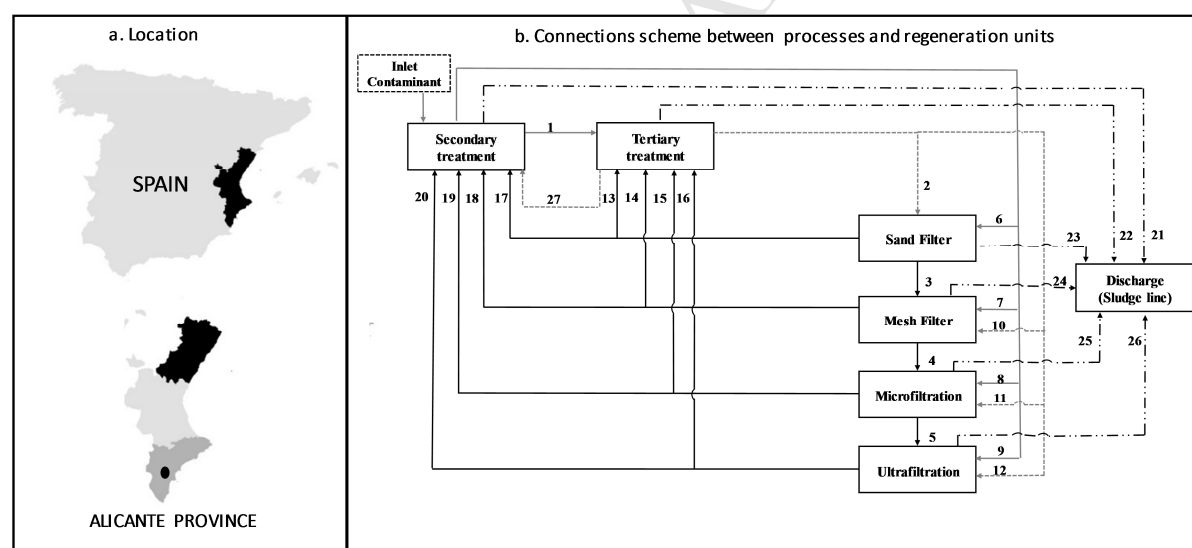 a. Location
SPAIN
ALICANTE PROVINCE
b. Connections scheme between processes and regeneration units
Inlet
Contaminant
Secondary
treatment
1
Tertiary
treatment
20
19
18
17
27
13
14
15
16
2
6
Sand Filter
23
22
21
3
24
Discharge
(Sludge line)
7
Mesh Filter
10
25
26
4
8
Microfiltration
11
5
9
Ultrafiltration
12